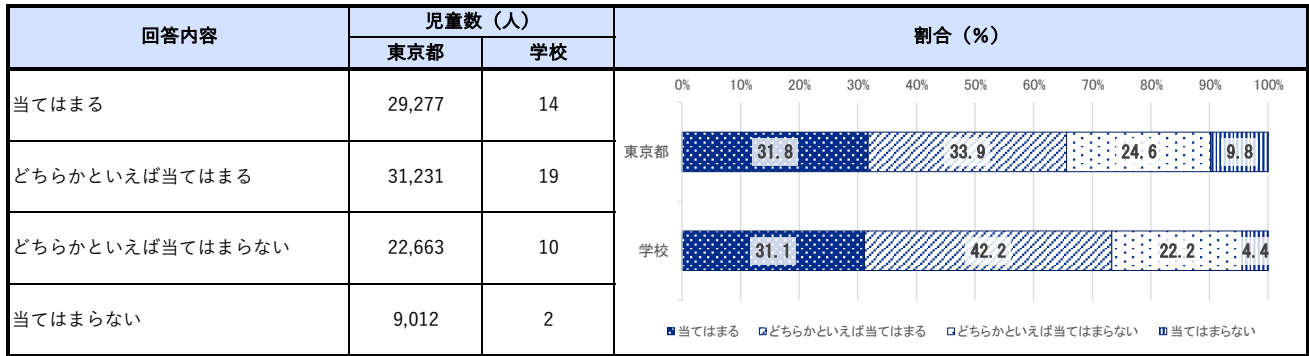 回答内容 児童数（人） 割合（%）
東京都 学校
当てはまる 29,277 14
どちらかといえば当てはまる 31,231 19
どちらかといえば当てはまらない 22,663 10
当てはまらない 9,012 2
0% 10% 20% 30% 40% 50% 60% 70% 80% 90% 100%
東京都 31.8 33.9 24.6 9.8
学校 31.1 42.2 22.2 4.4
当てはまる どちらかといえば当てはまる どちらかといえば当てはまらない 当てはまらない